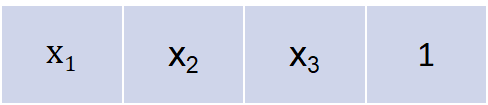 x₁ x₂ x₃ 1